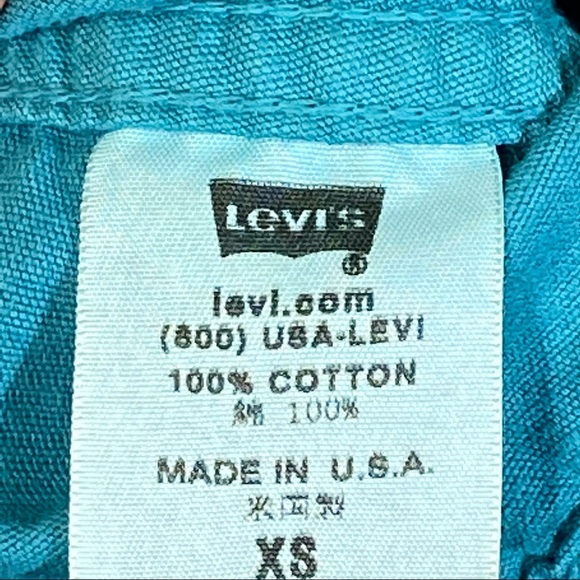 Levi's
®
levi.com
(800) USA-LEVI
100% COTTON
綿 100%
MADE IN U.S.A.
米国製
XS